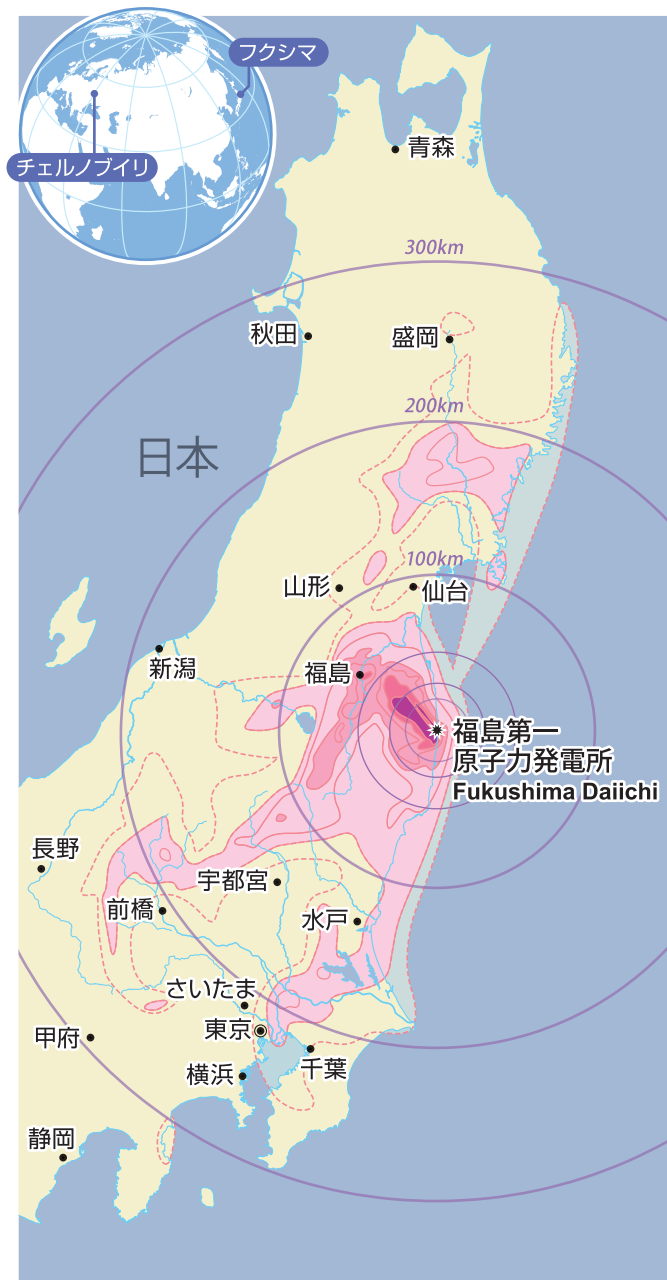 フクシマ
チェルノブイリ
青森
300km
秋田
盛岡
200km
日本
100km
山形
仙台
新潟
福島
福島第一
原子力発電所
Fukushima Daiichi
長野
宇都宮
前橋
水戸
さいたま
東京
甲府
千葉
横浜
静岡